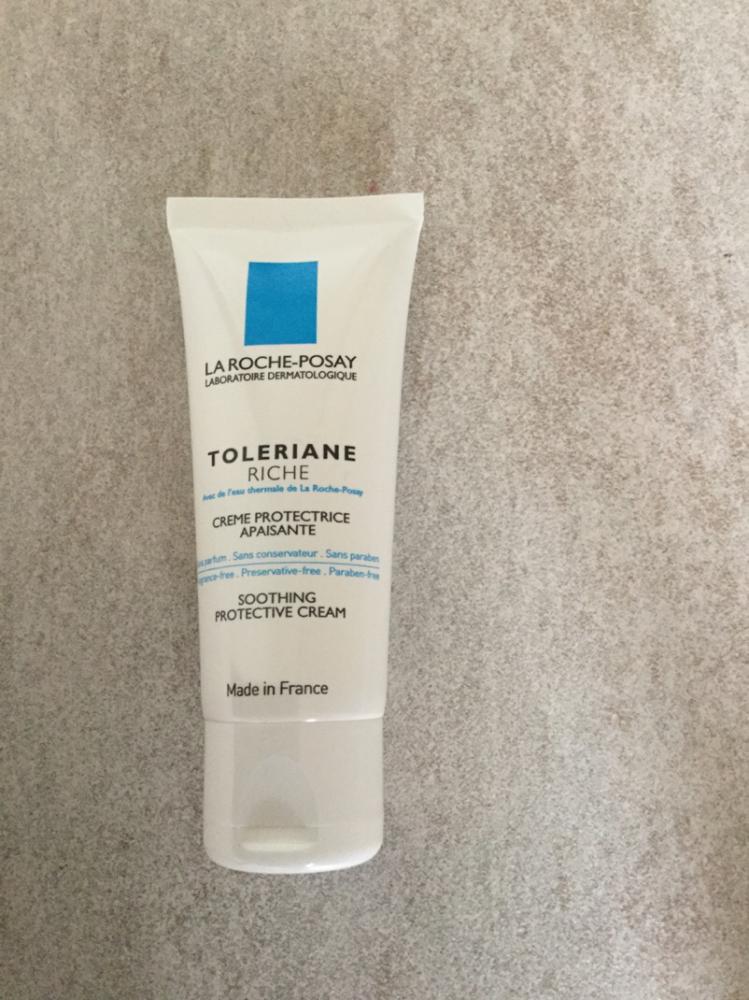 LA ROCHE-POSAY
LABORATOIRE DERMATOLOGIQUE
TOLERIANE
RICHE
Avec de l'eau thermale de La Roche-Posay
CREME PROTECTRICE
APAISANTE
parfum . Sans conservateur . Sans paraben
Preservative-free . Paraben-free
SOOTHING
PROTECTIVE CREAM
Made in France